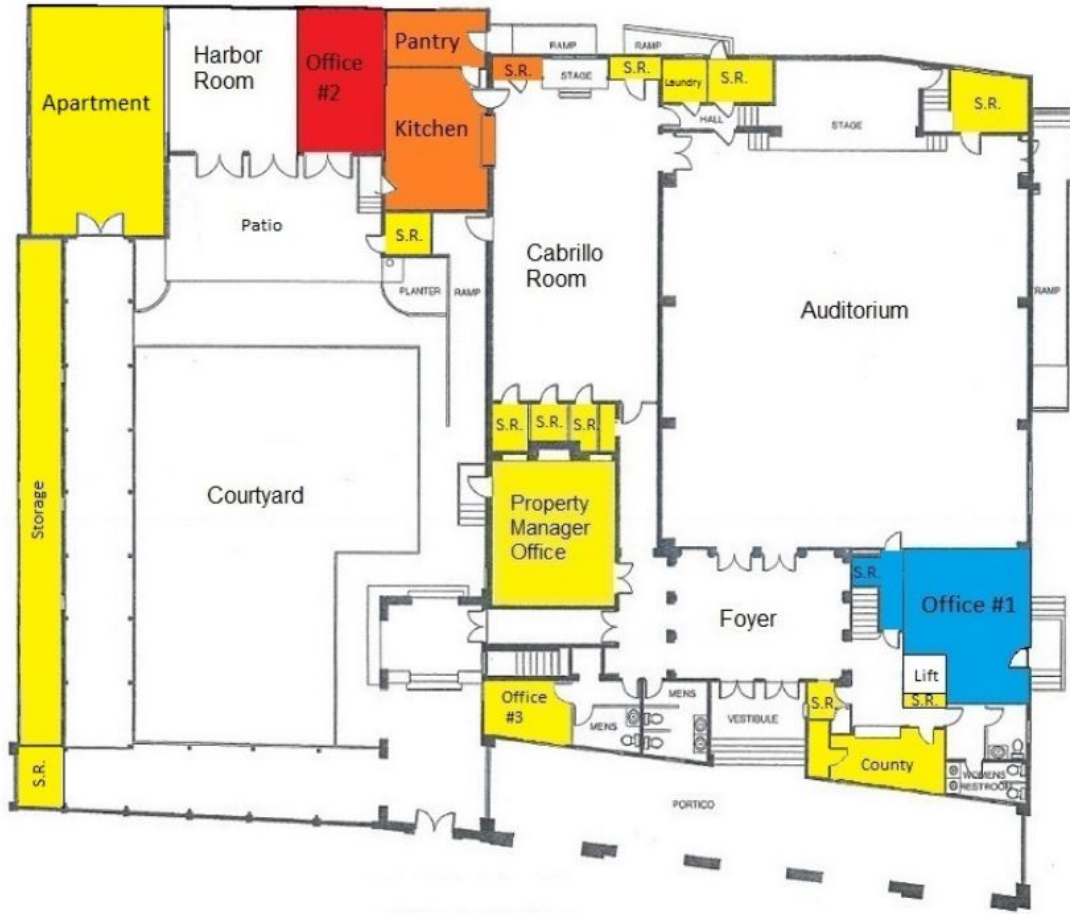 Harbor
Room
Office
#2
Pantry
RAMP
RAMP
S.R.
STAGE
S.R.
Laundry
S.R.
Apartment
Kitchen
HALL
STAGE
S.R.
Patio
S.R.
Cabrillo
Room
PLANTER
RAMP
Auditorium
RAMP
S.R.
S.R.
S.R.
Storage
Courtyard
Property
Manager
Office
S.R.
Office #1
Foyer
Lift
Office
#3
MENS
MENS
VESTIBULE
S.R.
S.R.
County
WOMENS
RESTROOM
S.R.
PORTICO